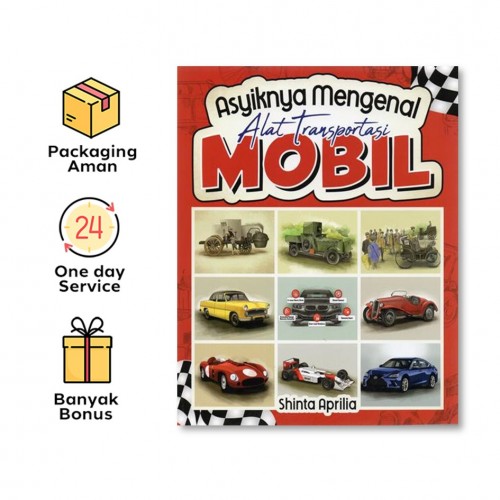 Packaging
Aman
24
One day
Service
Banyak
Bonus
Asyiknya Mengenal
Alat Transportasi
MOBIL
Shinta Aprilia